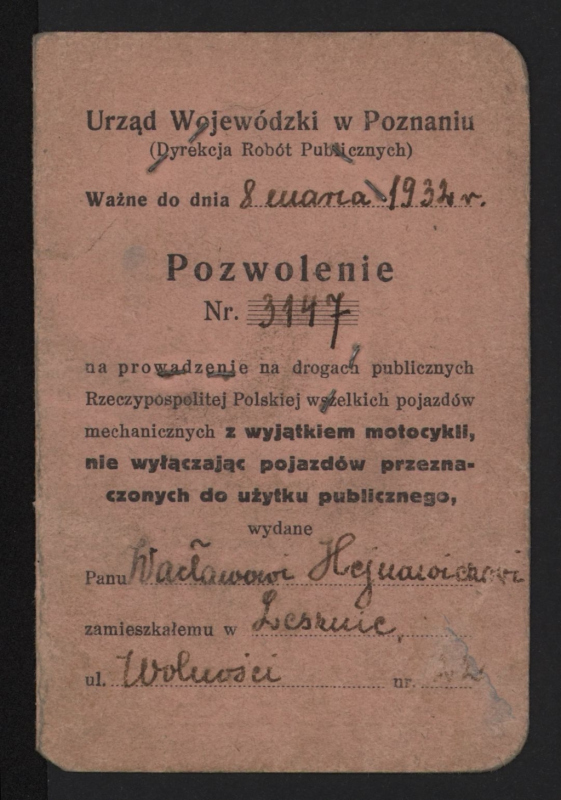 Urząd Wojewódzki w Poznaniu
(Dyrekcja Robót Publicznych)
Ważne do dnia 8 marca 1932 r.
Pozwolenie
Nr. 3147
na prowadzenie na drogach publicznych
Rzeczypospolitej Polskiej wszelkich pojazdów
mechanicznych z wyjątkiem motocykli,
nie wyłączając pojazdów przezna-
czonych do użytku publicznego,
wydane
Panu Wacławowi Hejnowiczowi
zamieszkałemu w Lesznie,
ul. Wolności nr.